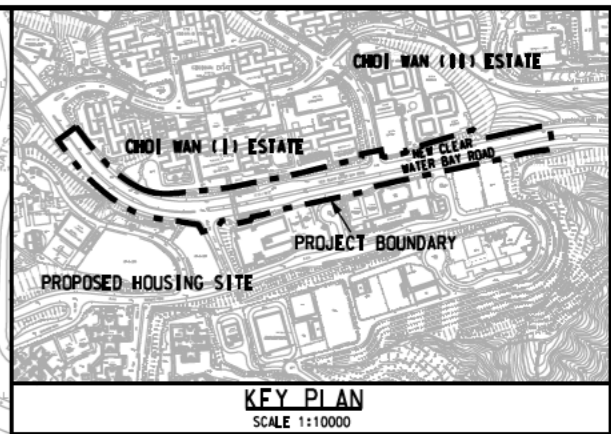 CHOI WAN (II) ESTATE
CHOI WAN (I) ESTATE
NEW CLEAR
WATER BAY ROAD
PROJECT BOUNDARY
PROPOSED HOUSING SITE
KEY PLAN
SCALE 1:10000